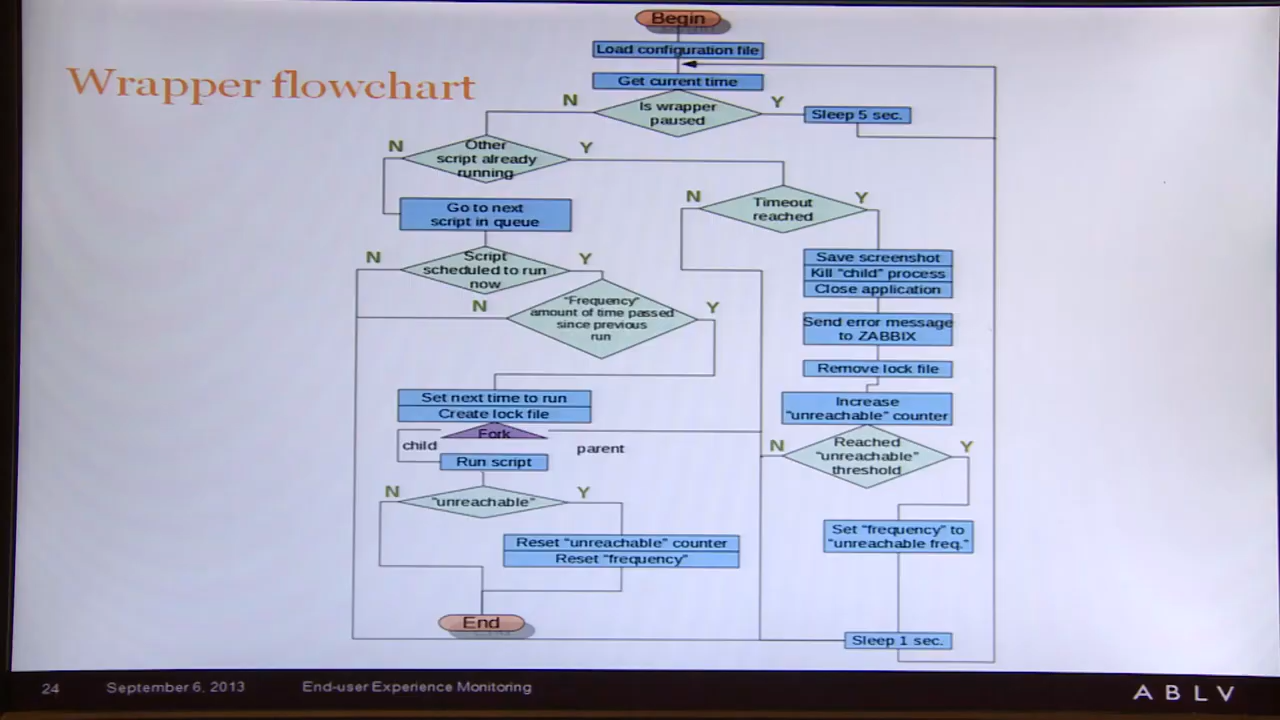 Begin
Load configuration file
Wrapper flowchart
Get current time
Is wrapper
paused
N
Y
Sleep 5 sec.
Other
script already
running
N
Y
Go to next
script in queue
Timeout
reached
N
Y
Script
scheduled to run
now
N
Y
Save screenshot
Kill "child" process
Close application
"Frequency"
amount of time passed
since previous
run
N
Y
Send error message
to ZABBIX
Remove lock file
Set next time to run
Create lock file
Increase
"unreachable" counter
Fork
child
parent
Run script
Reached
"unreachable"
threshold
N
Y
"unreachable"
N
Y
Set "frequency" to
"unreachable freq."
Reset "unreachable" counter
Reset "frequency"
End
Sleep 1 sec.
24 September 6, 2013 End-user Experience Monitoring ABLV